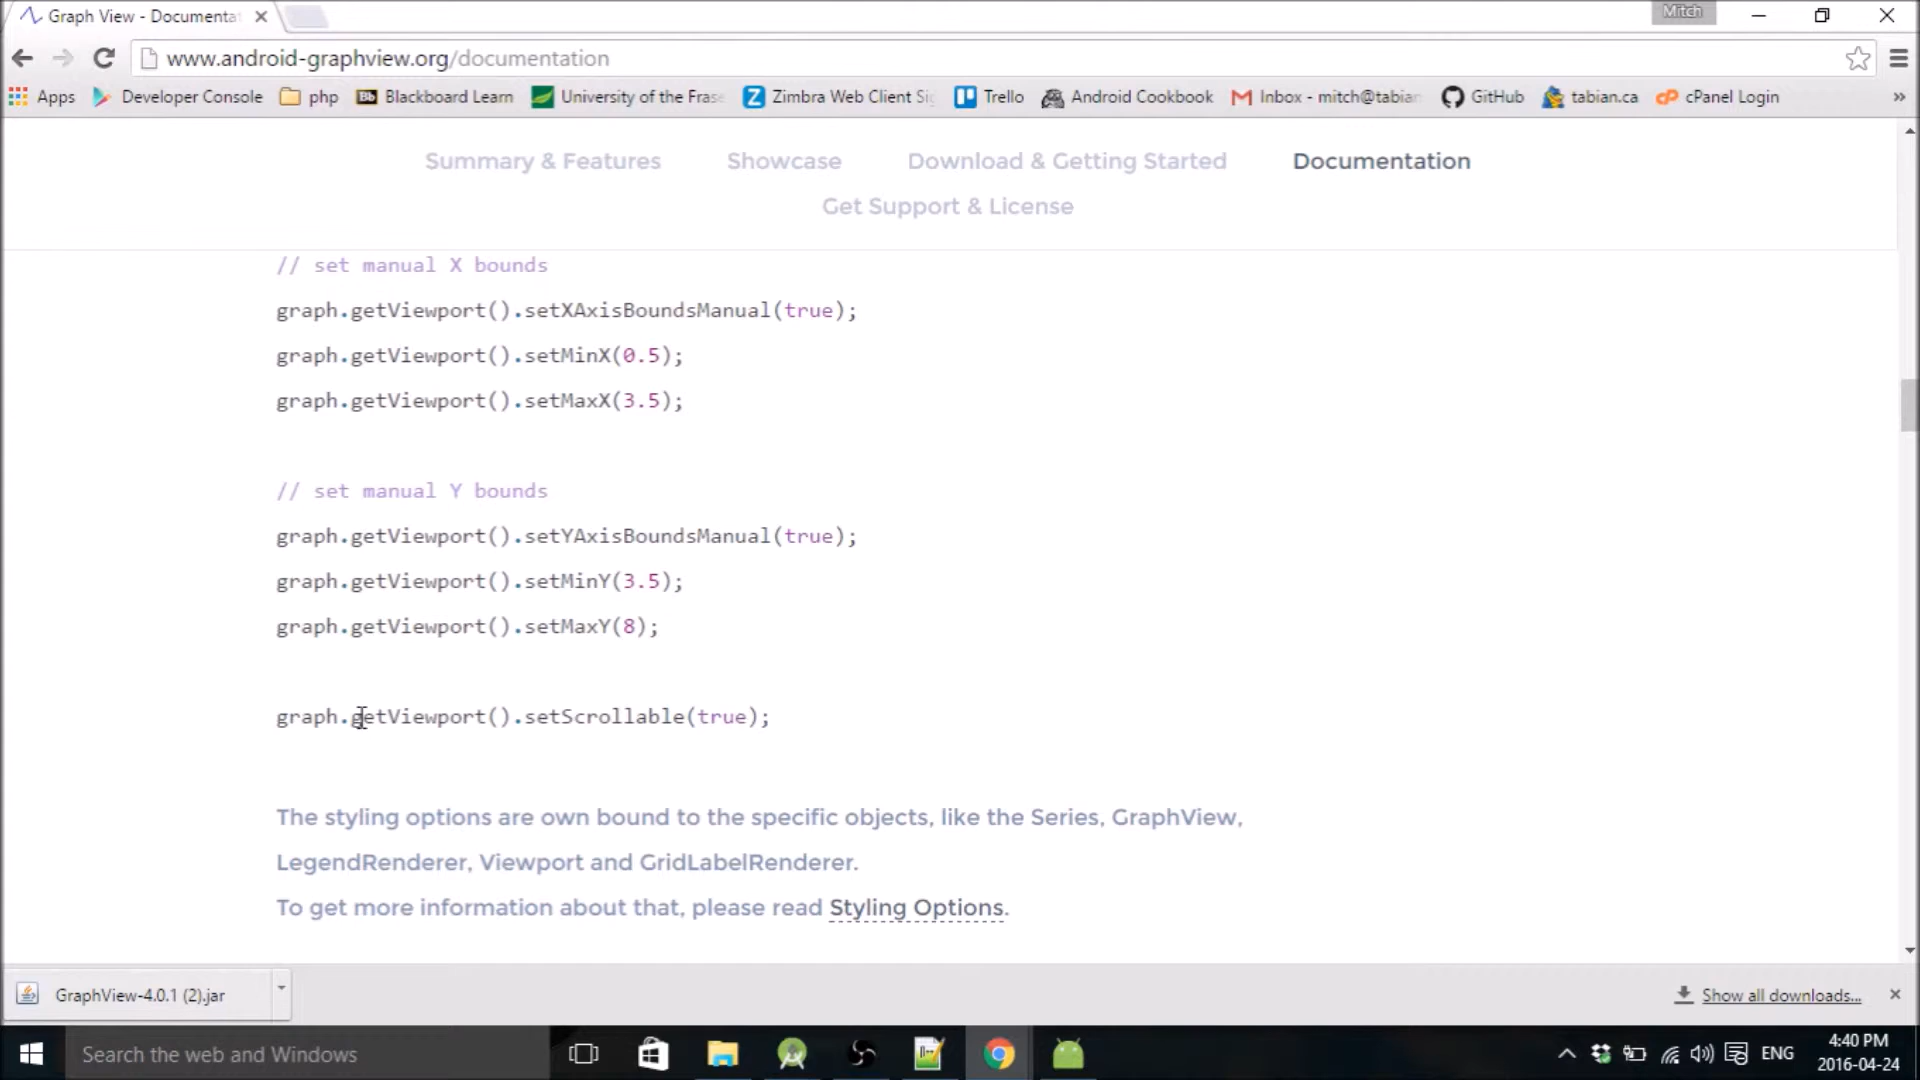 Graph View - Documenta
Mitch
www.android-graphview.org/documentation
Apps Developer Console php Blackboard Learn University of the Frase Zimbra Web Client Sig Trello Android Cookbook Inbox - mitch@tabian GitHub tabian.ca cPanel Login »
Summary & Features Showcase Download & Getting Started Documentation
Get Support & License
// set manual X bounds
graph.getViewport().setXAxisBoundsManual(true);
graph.getViewport().setMinX(0.5);
graph.getViewport().setMaxX(3.5);
// set manual Y bounds
graph.getViewport().setYAxisBoundsManual(true);
graph.getViewport().setMinY(3.5);
graph.getViewport().setMaxY(8);
graph.getViewport().setScrollable(true);
The styling options are own bound to the specific objects, like the Series, GraphView,
LegendRenderer, Viewport and GridLabelRenderer.
To get more information about that, please read Styling Options.
GraphView-4.0.1 (2).jar Show all downloads...
Search the web and Windows ENG 4:40 PM
2016-04-24